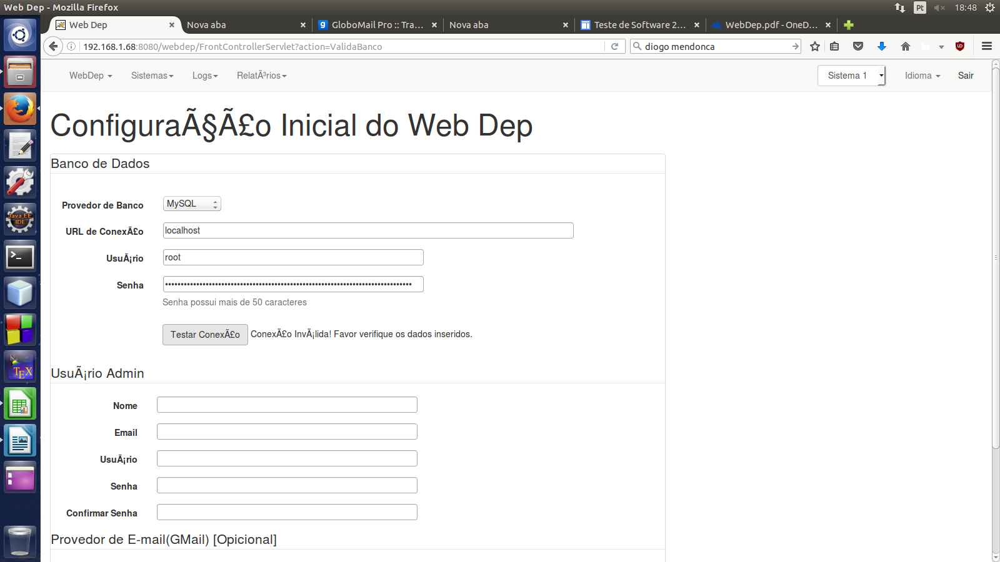 Web Dep - Mozilla Firefox
Pt
18:48
Web Dep
Nova aba
GloboMail Pro :: Tra...
Nova aba
Teste de Software 2...
WebDep.pdf - OneD...
192.168.1.68:8080/webdep/FrontControllerServlet?action=ValidaBanco
diogo mendonca
WebDep
Sistemas
Logs
RelatÃ³rios
Sistema 1
Idioma
Sair
ConfiguraÃ§Ã£o Inicial do Web Dep
Banco de Dados
Provedor de Banco
MySQL
URL de ConexÃ£o
localhost
UsuÃ¡rio
root
Senha
Senha possui mais de 50 caracteres
Testar ConexÃ£o
ConexÃ£o InvÃ¡lida! Favor verifique os dados inseridos.
UsuÃ¡rio Admin
Nome
Email
UsuÃ¡rio
Senha
Confirmar Senha
Provedor de E-mail(GMail) [Opicional]
Java EE
IDE
TEX